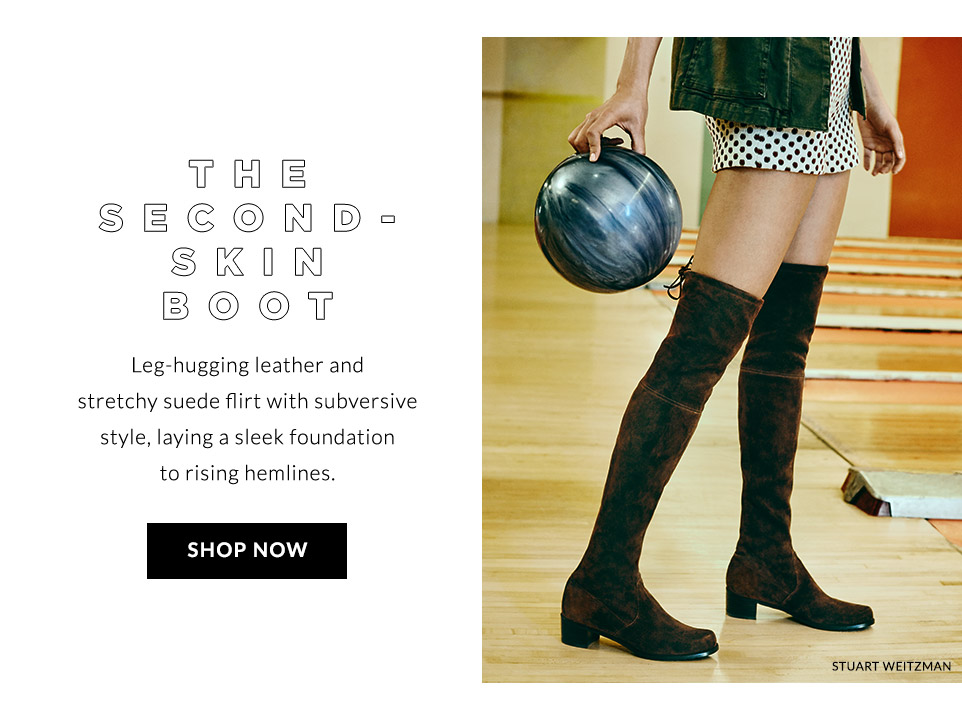 THE
SECOND-
SKIN
BOOT
Leg-hugging leather and
stretchy suede flirt with subversive
style, laying a sleek foundation
to rising hemlines.
SHOP NOW
STUART WEITZMAN